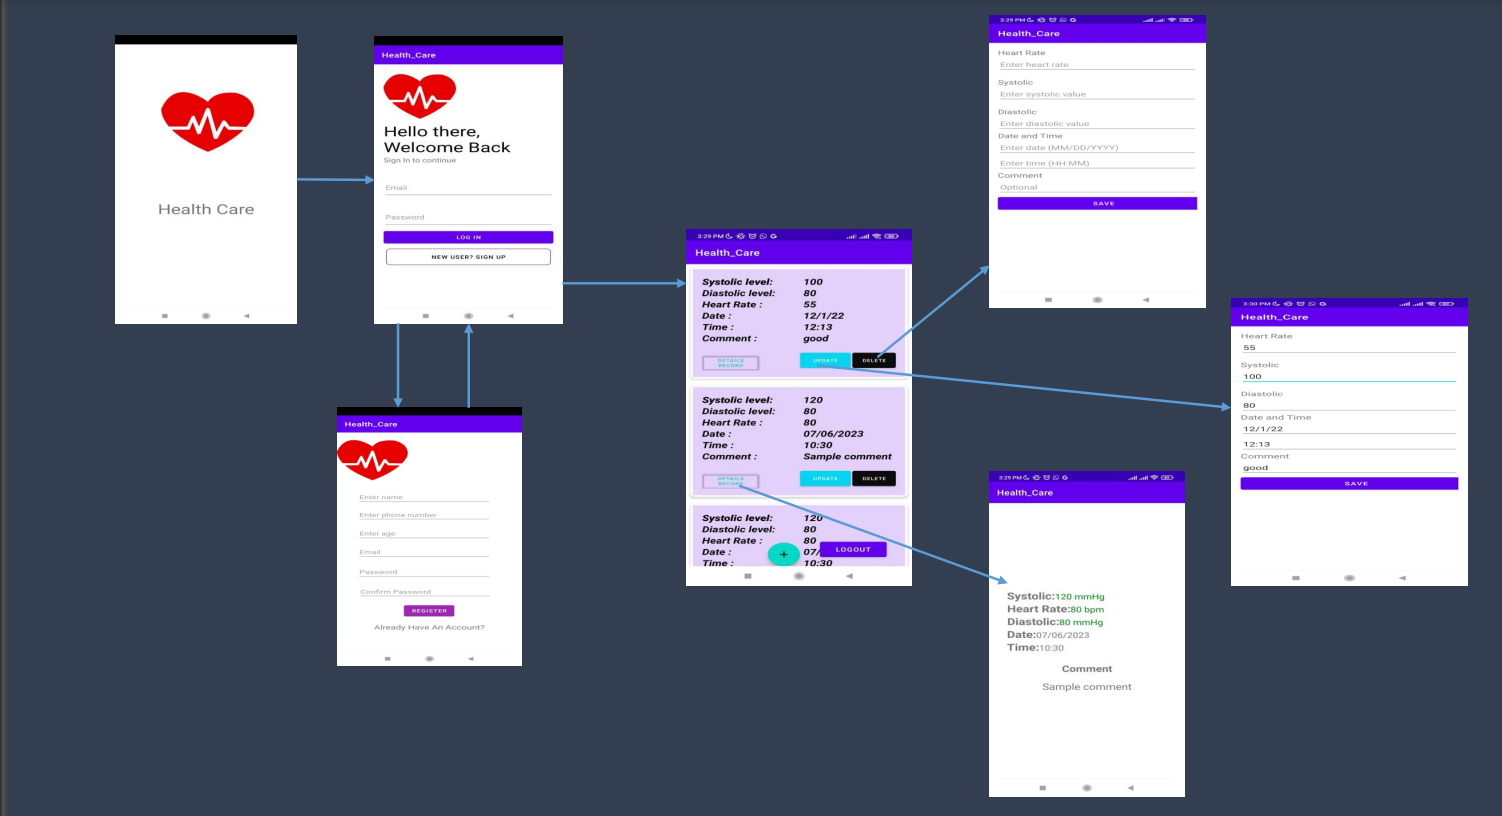 Health Care
Health_Care
Hello there,
Welcome Back
Sign In to continue
Email
Password
LOG IN
NEW USER? SIGN UP
Health_Care
Enter name
Enter phone number
Enter age
Email
Password
Confirm Password
REGISTER
Already Have An Account?
3:29 PM
Health_Care
Systolic level: 100
Diastolic level: 80
Heart Rate : 55
Date : 12/1/22
Time : 12:13
Comment : good
DETAILS
RECORD
UPDATE DELETE
Systolic level: 120
Diastolic level: 80
Heart Rate : 80
Date : 07/06/2023
Time : 10:30
Comment : Sample comment
DETAILS
RECORD
UPDATE DELETE
Systolic level: 120
Diastolic level: 80
Heart Rate : 80
Date : 07/
Time : 10:30
+
LOGOUT
3:29 PM
Health_Care
Heart Rate
Enter heart rate
Systolic
Enter systolic value
Diastolic
Enter diastolic value
Date and Time
Enter date (MM/DD/YYYY)
Enter time (HH:MM)
Comment
Optional
SAVE
3:30 PM
Health_Care
Heart Rate
55
Systolic
100
Diastolic
80
Date and Time
12/1/22
12:13
Comment
good
SAVE
3:29 PM
Health_Care
Systolic:120 mmHg
Heart Rate:80 bpm
Diastolic:80 mmHg
Date:07/06/2023
Time:10:30
Comment
Sample comment